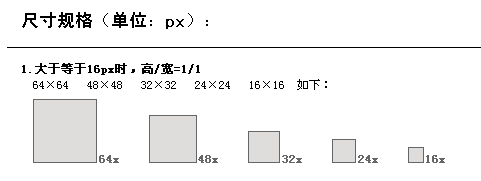 尺寸规格（单位：px）：
1.大于等于16px时，高/宽=1/1
64×64 48×48 32×32 24×24 16×16 如下：
64x 48x 32x 24x 16x